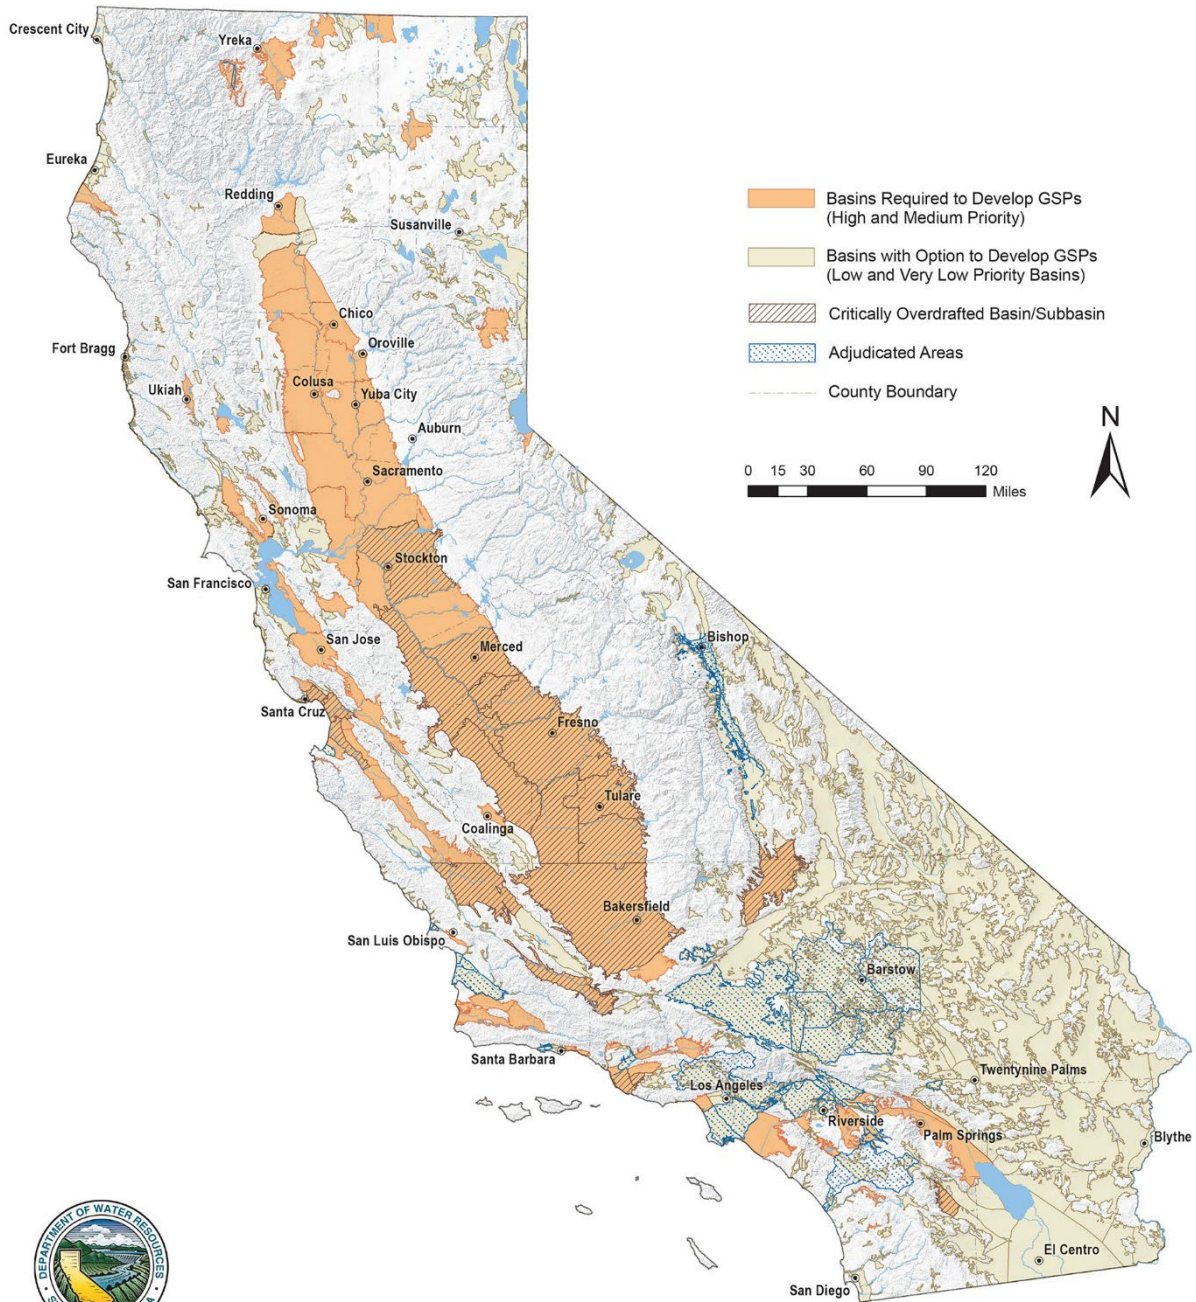 Crescent City
Yreka
Eureka
Redding
Susanville
Basins Required to Develop GSPs
(High and Medium Priority)
Basins with Option to Develop GSPs
(Low and Very Low Priority Basins)
Critically Overdrafted Basin/Subbasin
Adjudicated Areas
County Boundary
N
0 15 30 60 90 120
Miles
Chico
Oroville
Fort Bragg
Ukiah
Colusa
Yuba City
Auburn
Sacramento
Sonoma
Stockton
San Francisco
San Jose
Merced
Bishop
Santa Cruz
Fresno
Tulare
Coalinga
Bakersfield
San Luis Obispo
Barstow
Santa Barbara
Los Angeles
Twentynine Palms
Riverside
Palm Springs
Blythe
El Centro
San Diego
DEPARTMENT OF WATER RESOURCES